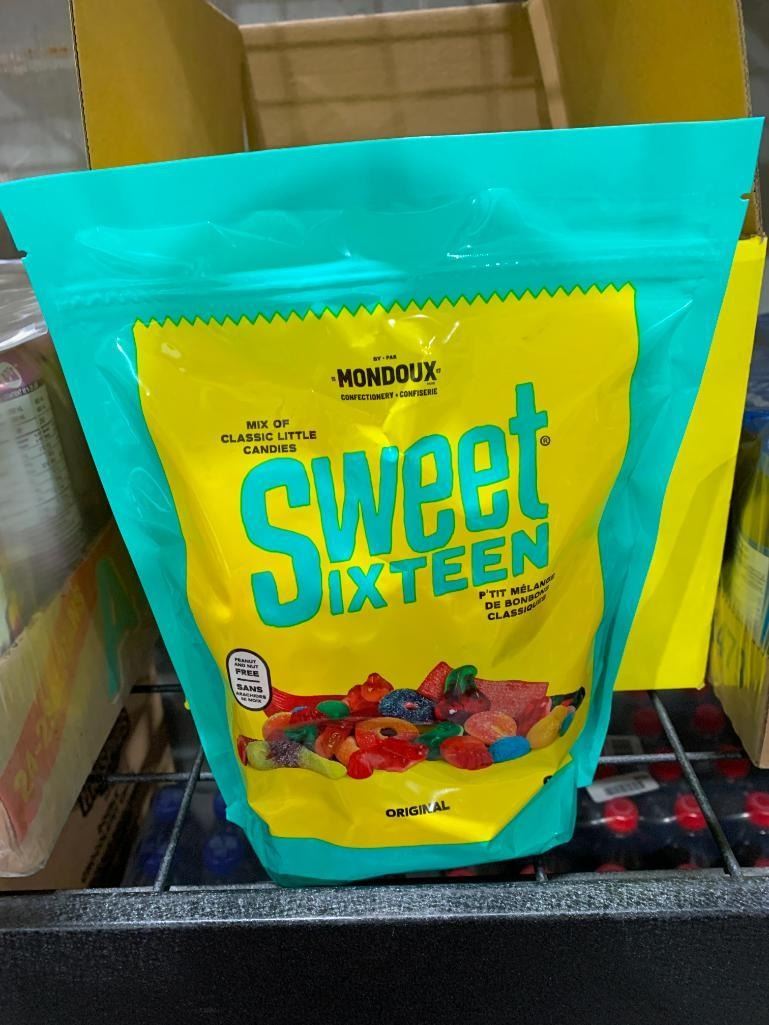 BY • PAR
MONDOUX
CONFECTIONERY • CONFISERIE
MIX OF
CLASSIC LITTLE
CANDIES
Sweet®
SIXTEEN
P'TIT MÉLANGE
DE BONBONS
CLASSIQUES
PEANUT
AND NUT
FREE
SANS
ARACHIDES
NI NOIX
ORIGINAL